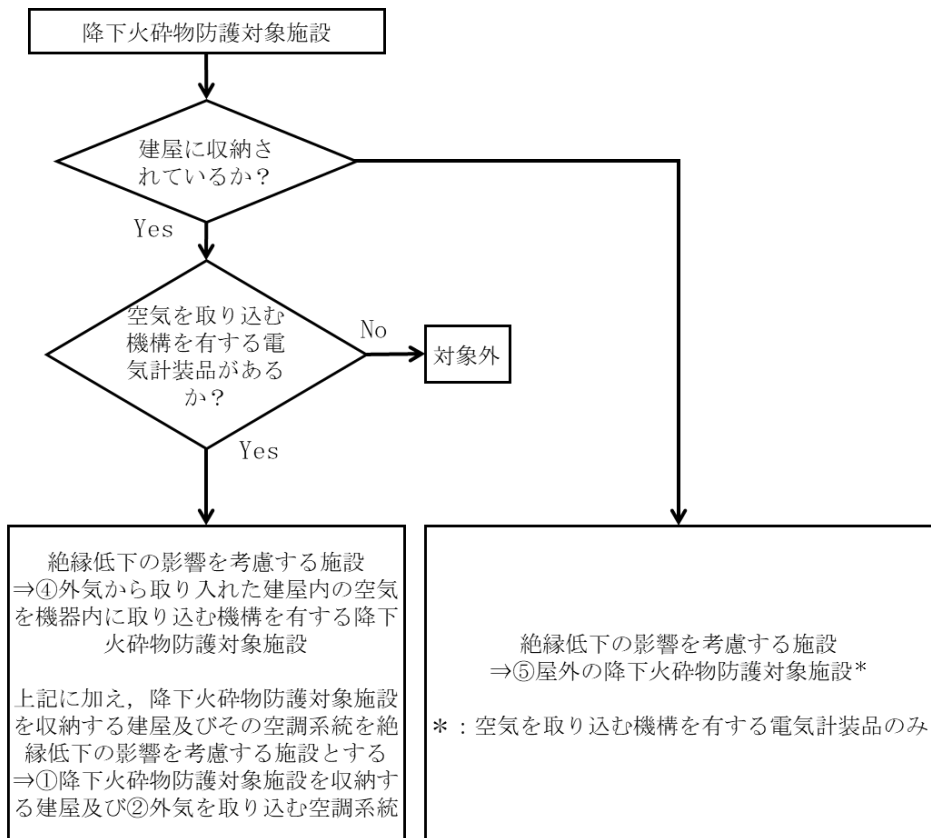 降下火砕物防護対象施設
建屋に収納さ
れているか？
Yes
空気を取り込む
機構を有する電
気計装品がある
か？
No
対象外
Yes
絶縁低下の影響を考慮する施設
⇒④外気から取り入れた建屋内の空気
を機器内に取り込む機構を有する降下
火砕物防護対象施設
上記に加え，降下火砕物防護対象施設
を収納する建屋及びその空調系統を絶
縁低下の影響を考慮する施設とする
⇒①降下火砕物防護対象施設を収納す
る建屋及び②外気を取り込む空調系統
絶縁低下の影響を考慮する施設
⇒⑤屋外の降下火砕物防護対象施設＊
＊：空気を取り込む機構を有する電気計装品のみ